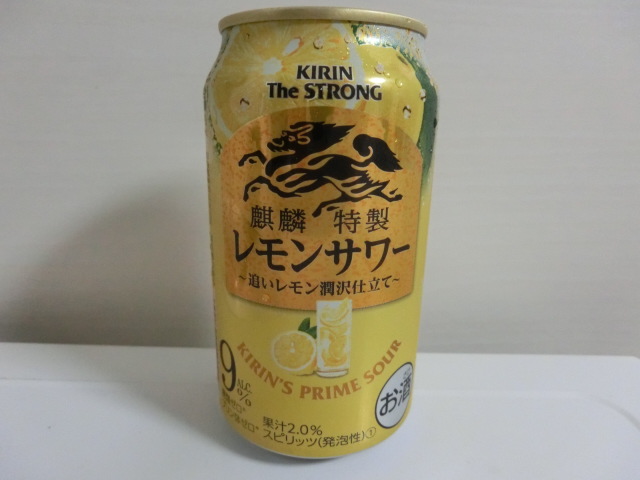 KIRIN
The STRONG
麒麟 特製
レモンサワー
~追いレモン潤沢仕立て~
KIRIN'S PRIME SOUR
9 ALC. %
お酒
果汁2.0%
スピリッツ(発泡性)①